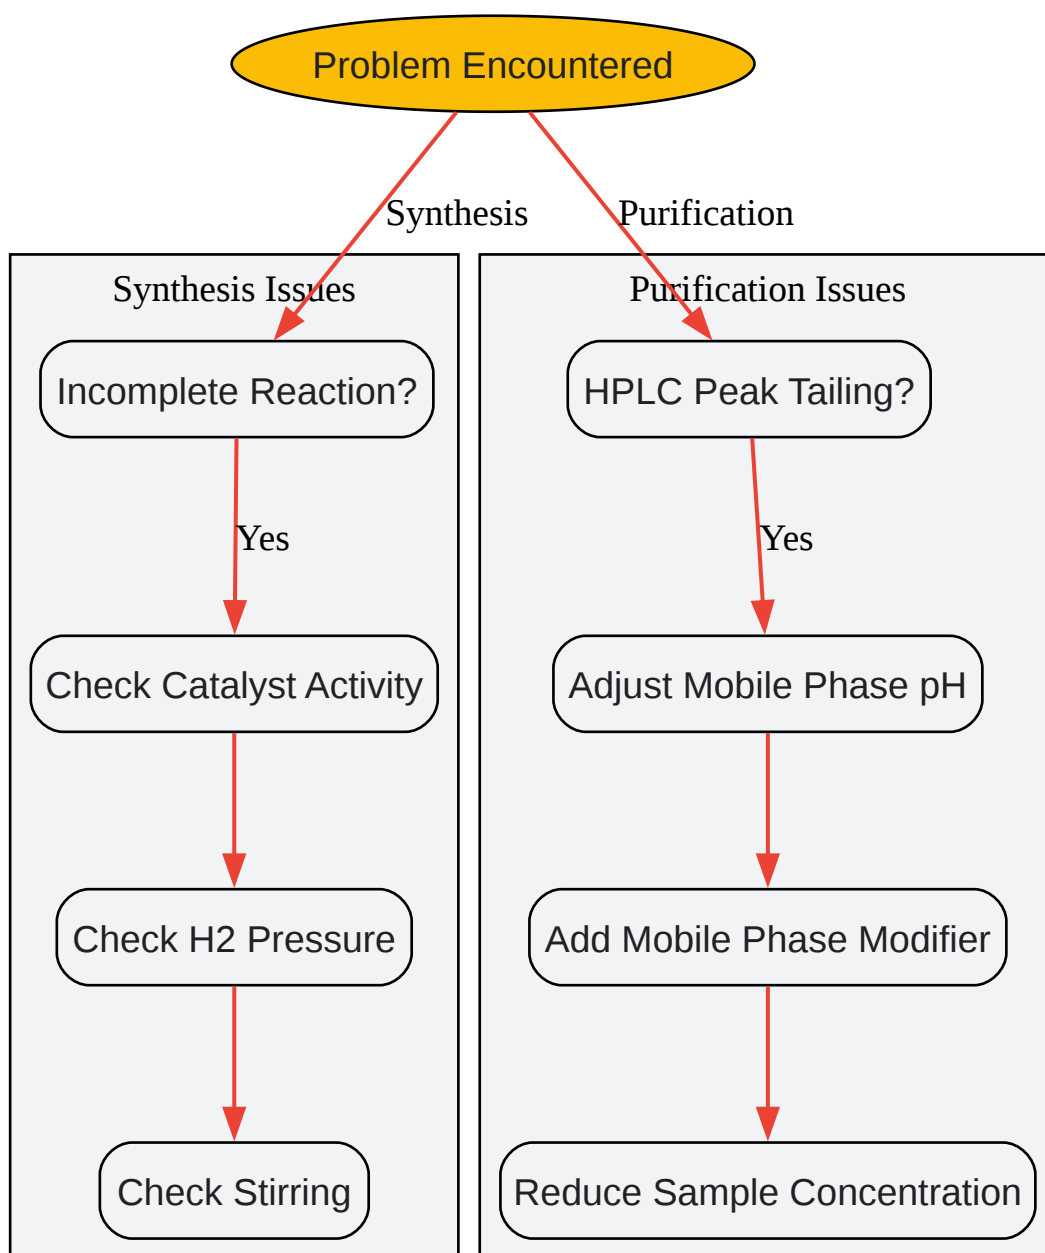 Problem Encountered
Synthesis
Purification
Synthesis Issues
Purification Issues
Incomplete Reaction?
HPLC Peak Tailing?
Yes
Yes
Check Catalyst Activity
Adjust Mobile Phase pH
Check H2 Pressure
Add Mobile Phase Modifier
Check Stirring
Reduce Sample Concentration